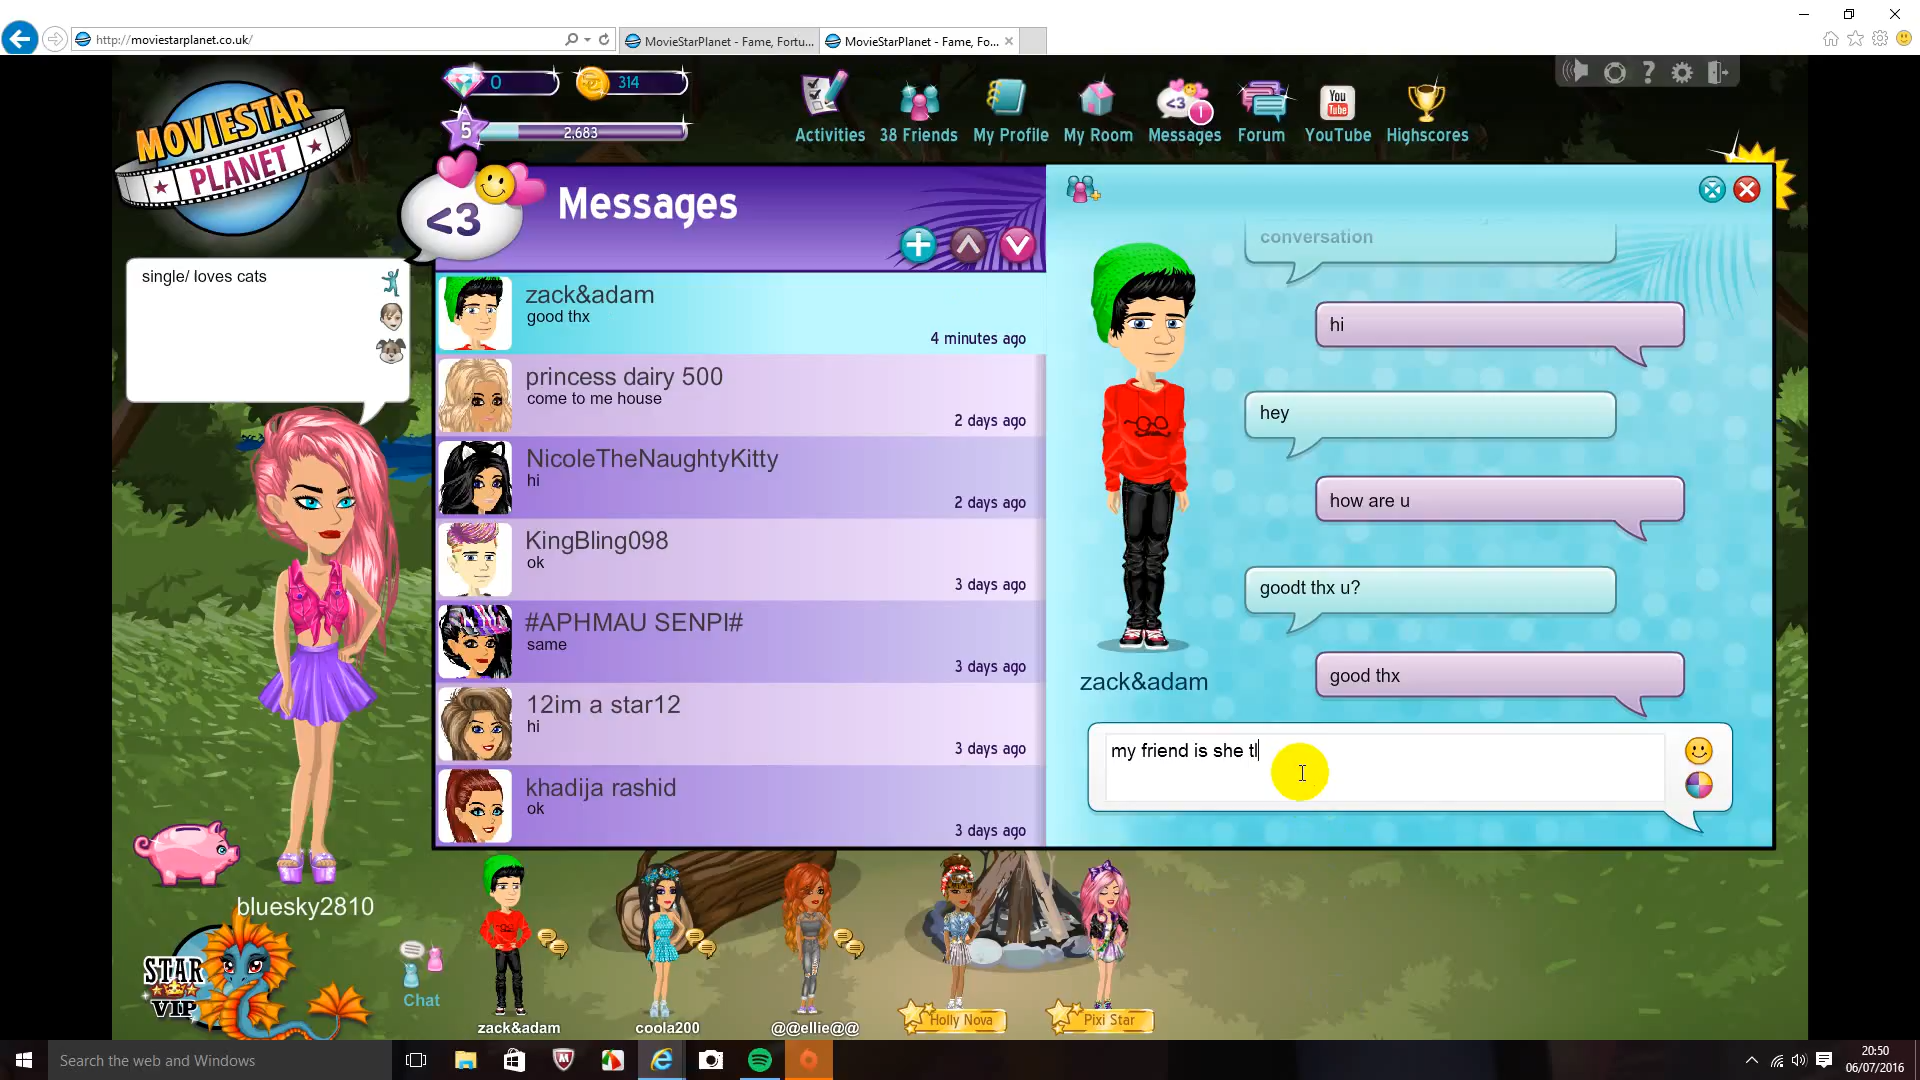 http://moviestarplanet.co.uk/
MovieStarPlanet - Fame, Fortu...
MovieStarPlanet - Fame, Fo...
MOVIESTAR
PLANET
0
314
5
2,683
Activities
38 Friends
My Profile
My Room
<3
1
Messages
Forum
You
Tube
YouTube
Highscores
<3
Messages
single/ loves cats
zack&adam
good thx
4 minutes ago
princess dairy 500
come to me house
2 days ago
NicoleTheNaughtyKitty
hi
2 days ago
KingBling098
ok
3 days ago
#APHMAU SENPI#
same
3 days ago
12im a star12
hi
3 days ago
khadija rashid
ok
3 days ago
conversation
hi
hey
how are u
goodt thx u?
good thx
zack&adam
my friend is she tl
bluesky2810
STAR
VIP
Chat
zack&adam
coola200
@@ellie@@
Holly Nova
Pixi Star
Search the web and Windows
20:50
06/07/2016